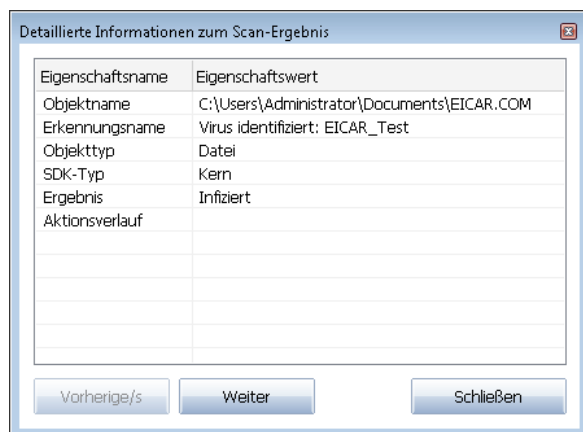 Detaillierte Informationen zum Scan-Ergebnis
Eigenschaftsname Eigenschaftswert
Objektname C:\Users\Administrator\Documents\EICAR.COM
Erkennungsname Virus identifiziert: EICAR_Test
Objekttyp Datei
SDK-Typ Kern
Ergebnis Infiziert
Aktionsverlauf
Vorherige/s Weiter Schließen